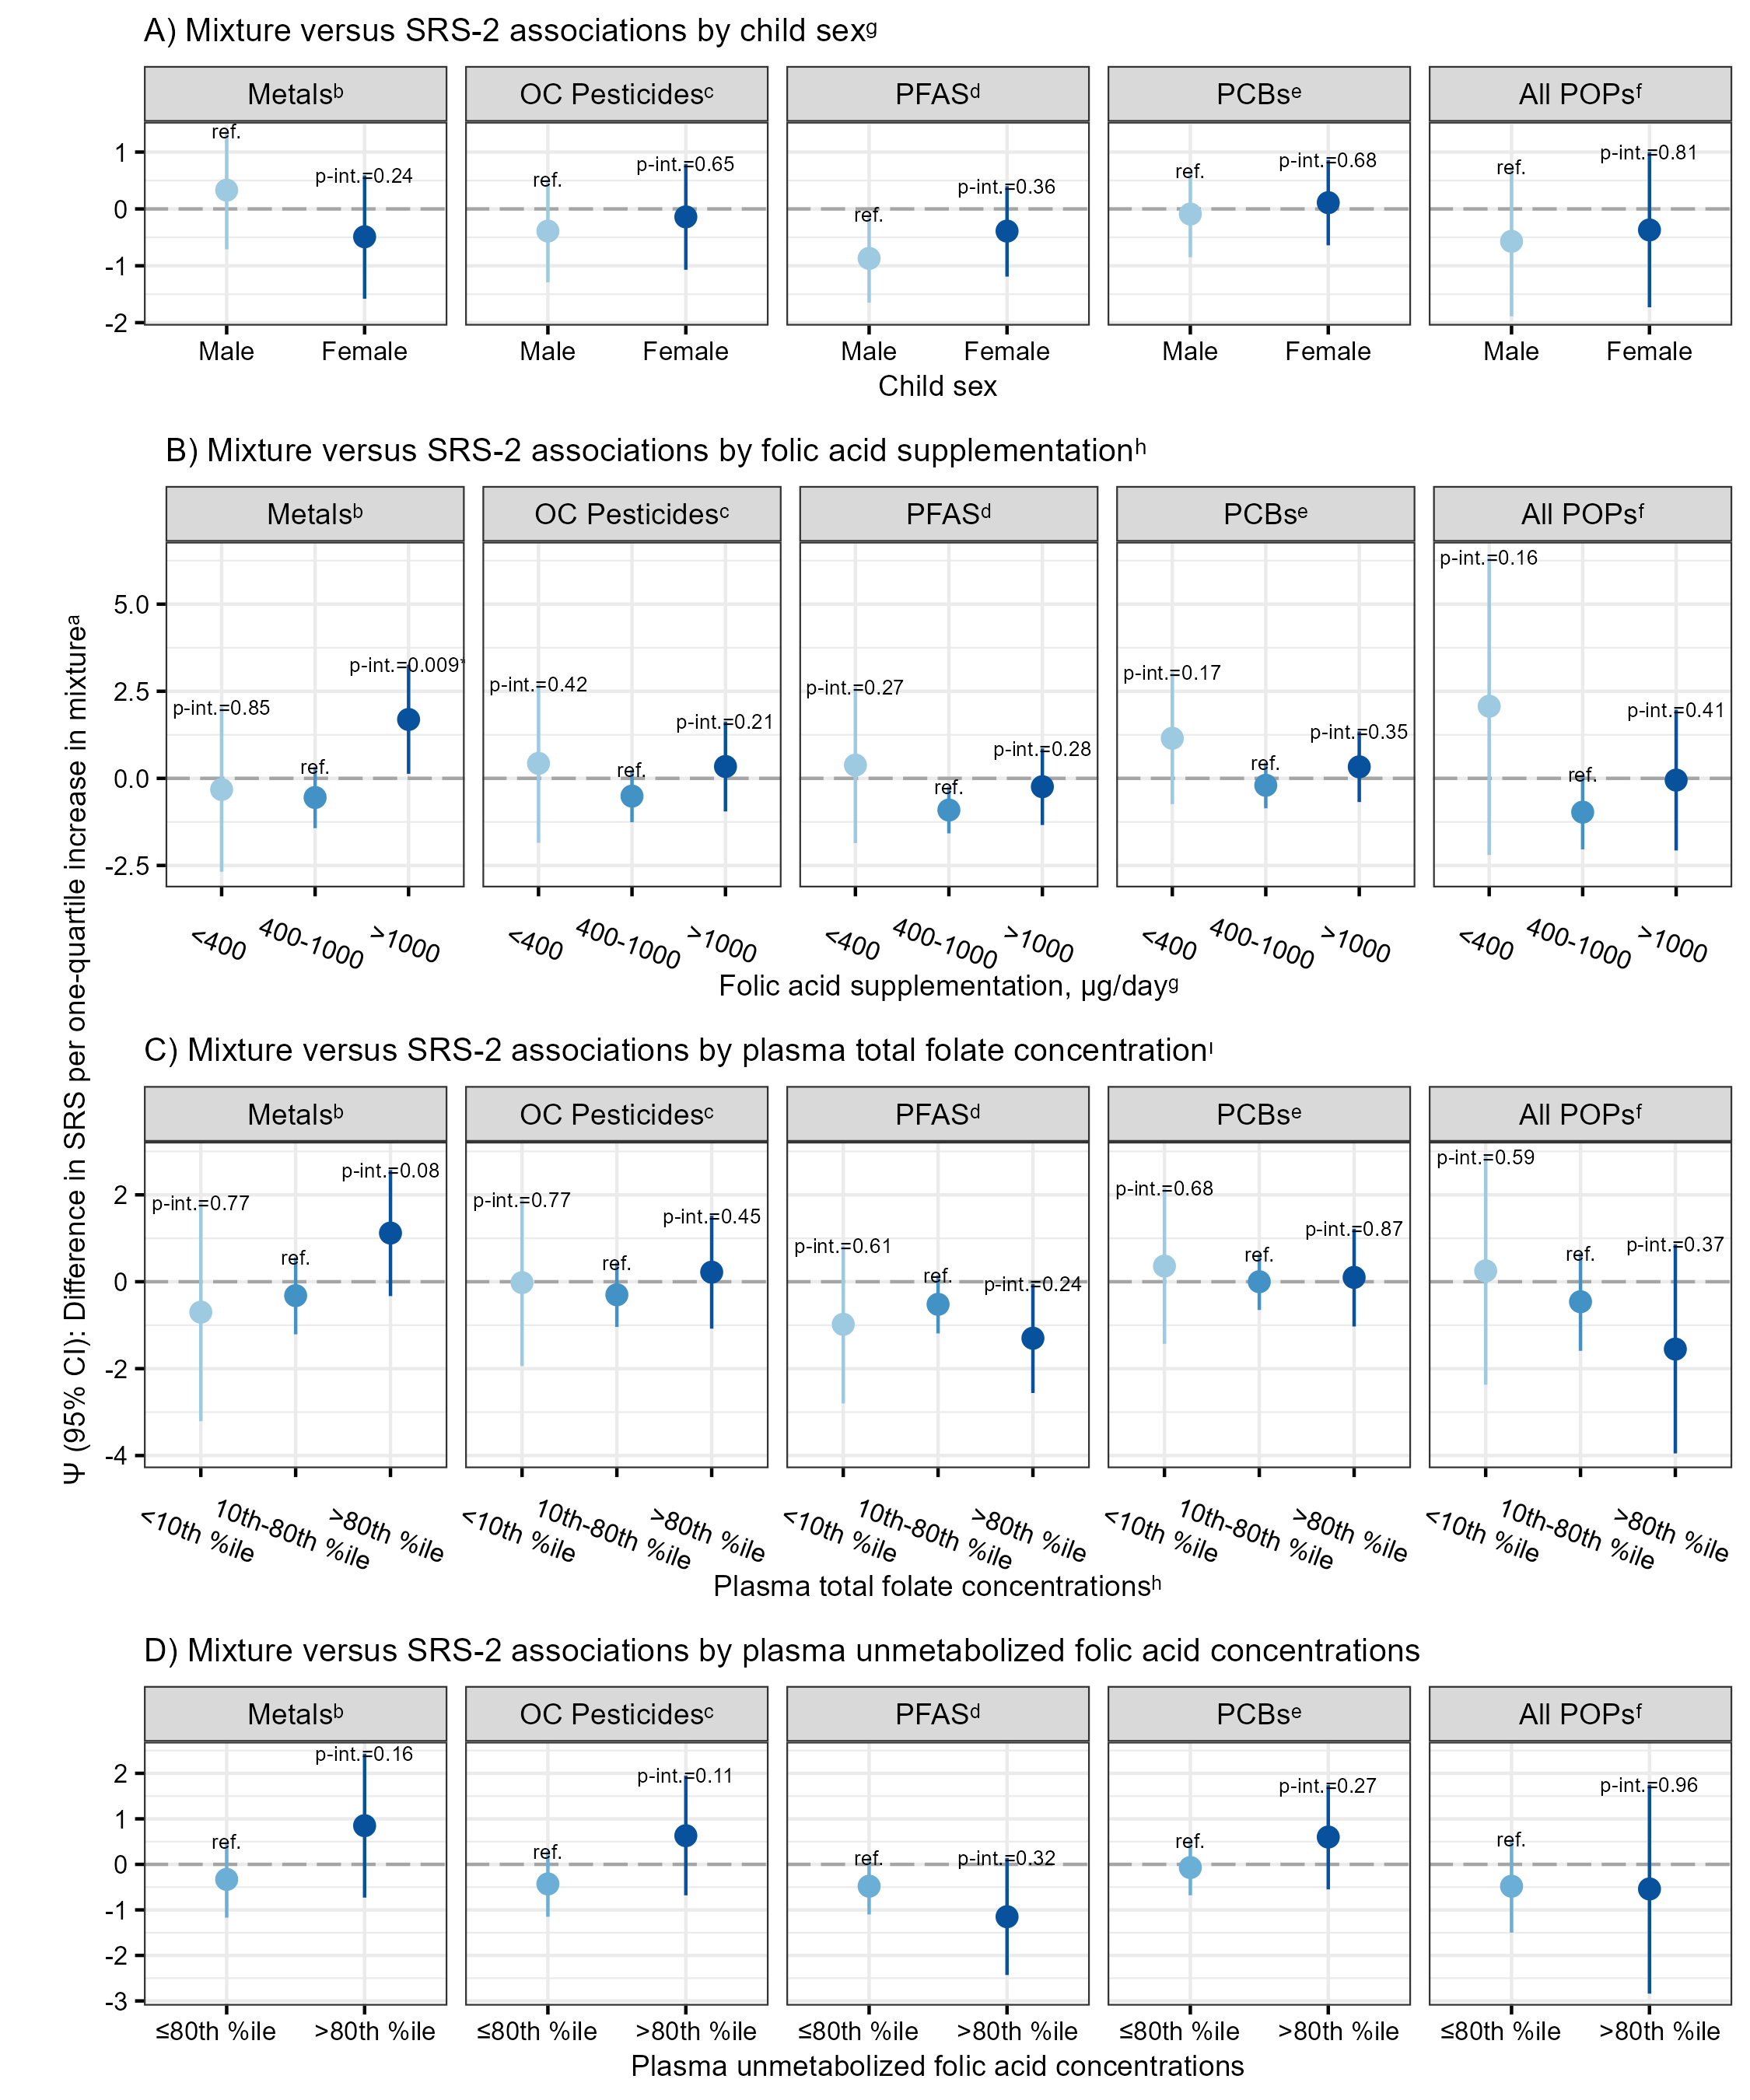 A) Mixture versus SRS-2 associations by child sexᵍ
Metalsᵇ OC Pesticidesᶜ PFASᵈ PCBsᵉ All POPsᶠ
ref. p-int.=0.24 ref. p-int.=0.65 ref. p-int.=0.36 ref. p-int.=0.68 ref. p-int.=0.81
1
0
-1
-2
Male Female Male Female Male Female Male Female Male Female
Child sex
Ψ (95% CI): Difference in SRS per one-quartile increase in mixtureᵃ
B) Mixture versus SRS-2 associations by folic acid supplementationʰ
Metalsᵇ OC Pesticidesᶜ PFASᵈ PCBsᵉ All POPsᶠ
p-int.=0.85 ref. p-int.=0.009* p-int.=0.42 ref. p-int.=0.21 p-int.=0.27 ref. p-int.=0.28 p-int.=0.17 ref. p-int.=0.35 p-int.=0.16 ref. p-int.=0.41
5.0
2.5
0.0
-2.5
<400 400-1000 >1000 <400 400-1000 >1000 <400 400-1000 >1000 <400 400-1000 >1000 <400 400-1000 >1000
Folic acid supplementation, µg/dayᵍ
C) Mixture versus SRS-2 associations by plasma total folate concentrationᶦ
Metalsᵇ OC Pesticidesᶜ PFASᵈ PCBsᵉ All POPsᶠ
p-int.=0.77 ref. p-int.=0.08 p-int.=0.77 ref. p-int.=0.45 p-int.=0.61 ref. p-int.=0.24 p-int.=0.68 ref. p-int.=0.87 p-int.=0.59 ref. p-int.=0.37
2
0
-2
-4
<10th %ile 10th-80th %ile >80th %ile <10th %ile 10th-80th %ile >80th %ile <10th %ile 10th-80th %ile >80th %ile <10th %ile 10th-80th %ile >80th %ile <10th %ile 10th-80th %ile >80th %ile
Plasma total folate concentrationsʰ
D) Mixture versus SRS-2 associations by plasma unmetabolized folic acid concentrations
Metalsᵇ OC Pesticidesᶜ PFASᵈ PCBsᵉ All POPsᶠ
ref. p-int.=0.16 ref. p-int.=0.11 ref. p-int.=0.32 ref. p-int.=0.27 ref. p-int.=0.96
2
1
0
-1
-2
-3
≤80th %ile >80th %ile ≤80th %ile >80th %ile ≤80th %ile >80th %ile ≤80th %ile >80th %ile ≤80th %ile >80th %ile
Plasma unmetabolized folic acid concentrations